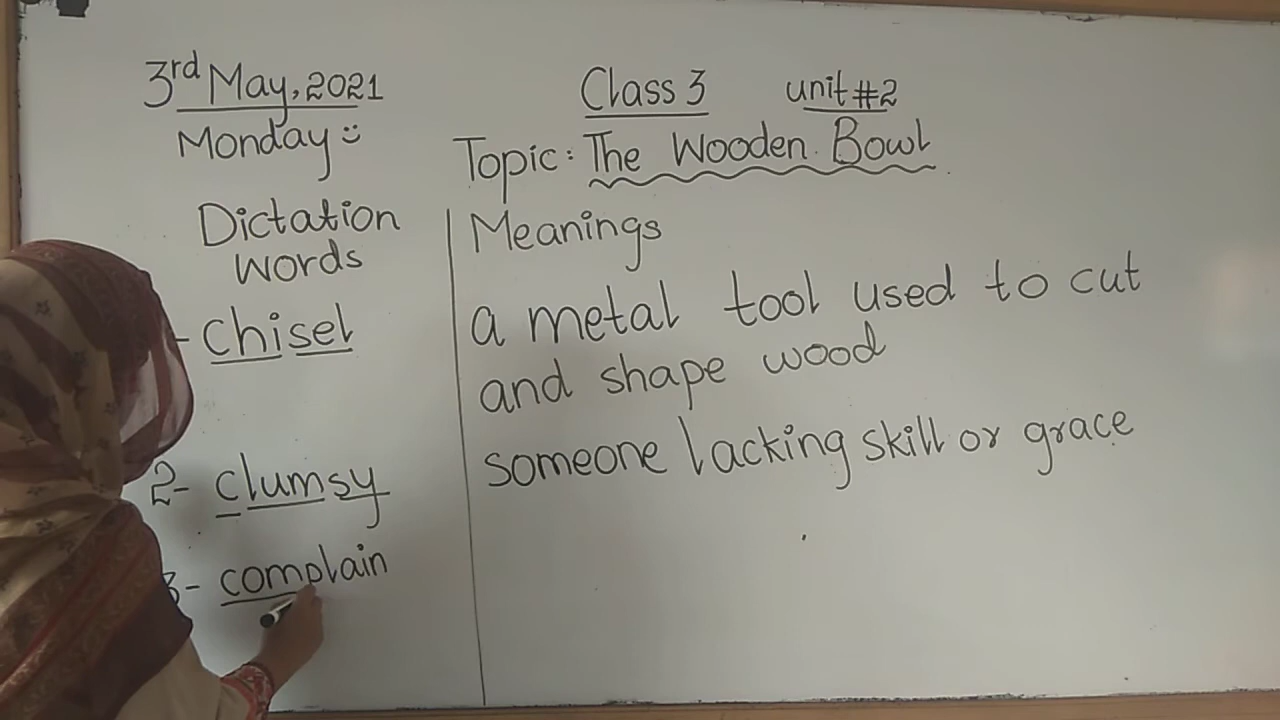 3rd May, 2021
Monday
Class 3 unit #2
Topic: The Wooden Bowl
Dictation
words
Meanings
- Chisel
a metal tool used to cut
and shape wood
2- clumsy
someone lacking skill or grace
3- complain